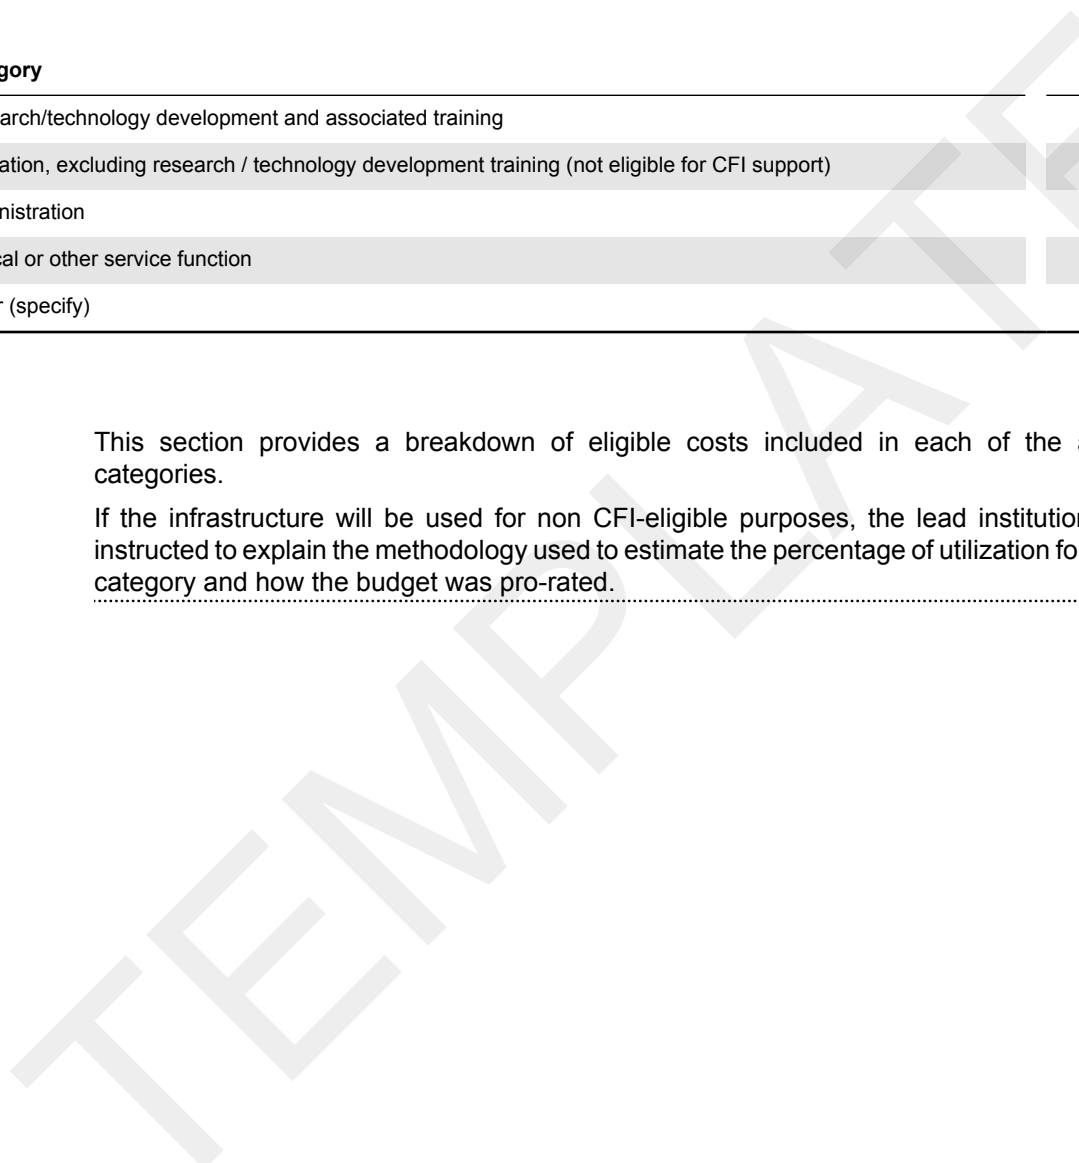 gory
arch/technology development and associated training
ation, excluding research / technology development training (not eligible for CFI support)
nistration
cal or other service function
r (specify)
This section provides a breakdown of eligible costs included in each of the
categories.
If the infrastructure will be used for non CFI-eligible purposes, the lead institution
instructed to explain the methodology used to estimate the percentage of utilization fo
category and how the budget was pro-rated.
TEMPLATE